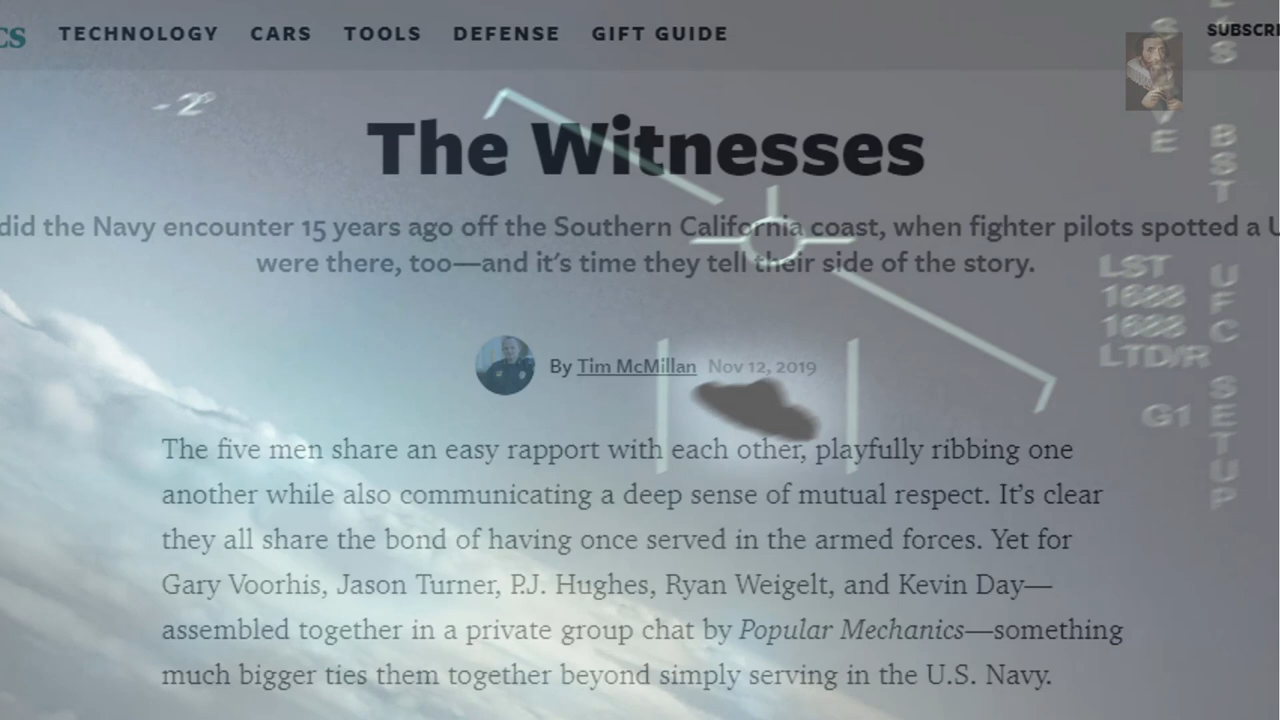 CS TECHNOLOGY CARS TOOLS DEFENSE GIFT GUIDE SUBSCRI
- 2°
The Witnesses
did the Navy encounter 15 years ago off the Southern California coast, when fighter pilots spotted a U
were there, too—and it's time they tell their side of the story.
By Tim McMillan Nov 12, 2019
The five men share an easy rapport with each other, playfully ribbing one
another while also communicating a deep sense of mutual respect. It's clear
they all share the bond of having once served in the armed forces. Yet for
Gary Voorhis, Jason Turner, P.J. Hughes, Ryan Weigelt, and Kevin Day—
assembled together in a private group chat by Popular Mechanics—something
much bigger ties them together beyond simply serving in the U.S. Navy.
LST
1688
1688
LTD/R
G1
BST
UFC
SETUP